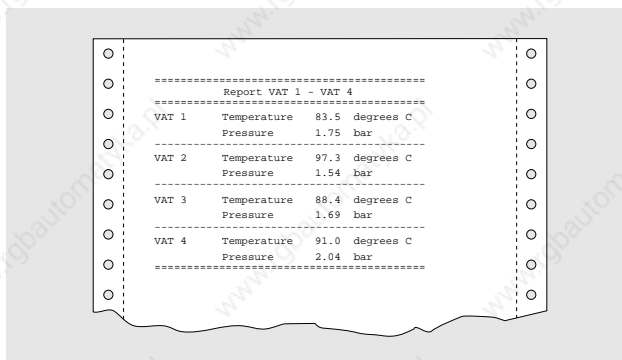 ==========================================
Report VAT 1 - VAT 4
==========================================
VAT 1 Temperature 83.5 degrees C
Pressure 1.75 bar
------------------------------------------
VAT 2 Temperature 97.3 degrees C
Pressure 1.54 bar
------------------------------------------
VAT 3 Temperature 88.4 degrees C
Pressure 1.69 bar
------------------------------------------
VAT 4 Temperature 91.0 degrees C
Pressure 2.04 bar
==========================================